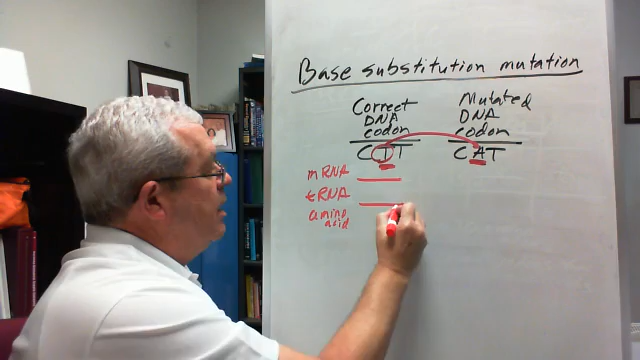 Base substitution mutation
Correct Mutated
DNA DNA
codon codon
CTT CAT
mRNA
tRNA
amino
acid